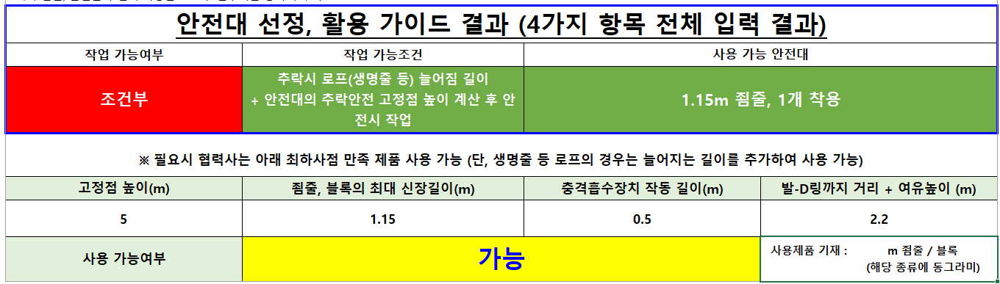 안전대 선정, 활용 가이드 결과 (4가지 항목 전체 입력 결과)
작업 가능여부
작업 가능조건
사용 가능 안전대
조건부
추락시 로프(생명줄 등) 늘어짐 길이
+ 안전대의 추락안전 고정점 높이 계산 후 안
전시 작업
1.15m 죔줄, 1개 착용
※ 필요시 협력사는 아래 최하사점 만족 제품 사용 가능 (단, 생명줄 등 로프의 경우는 늘어지는 길이를 추가하여 사용 가능)
고정점 높이(m)
죔줄, 블록의 최대 신장길이(m)
충격흡수장치 작동 길이(m)
발-D링까지 거리 + 여유높이 (m)
5
1.15
0.5
2.2
사용 가능여부
가능
사용제품 기재 : m 죔줄 / 블록
(해당 종류에 동그라미)